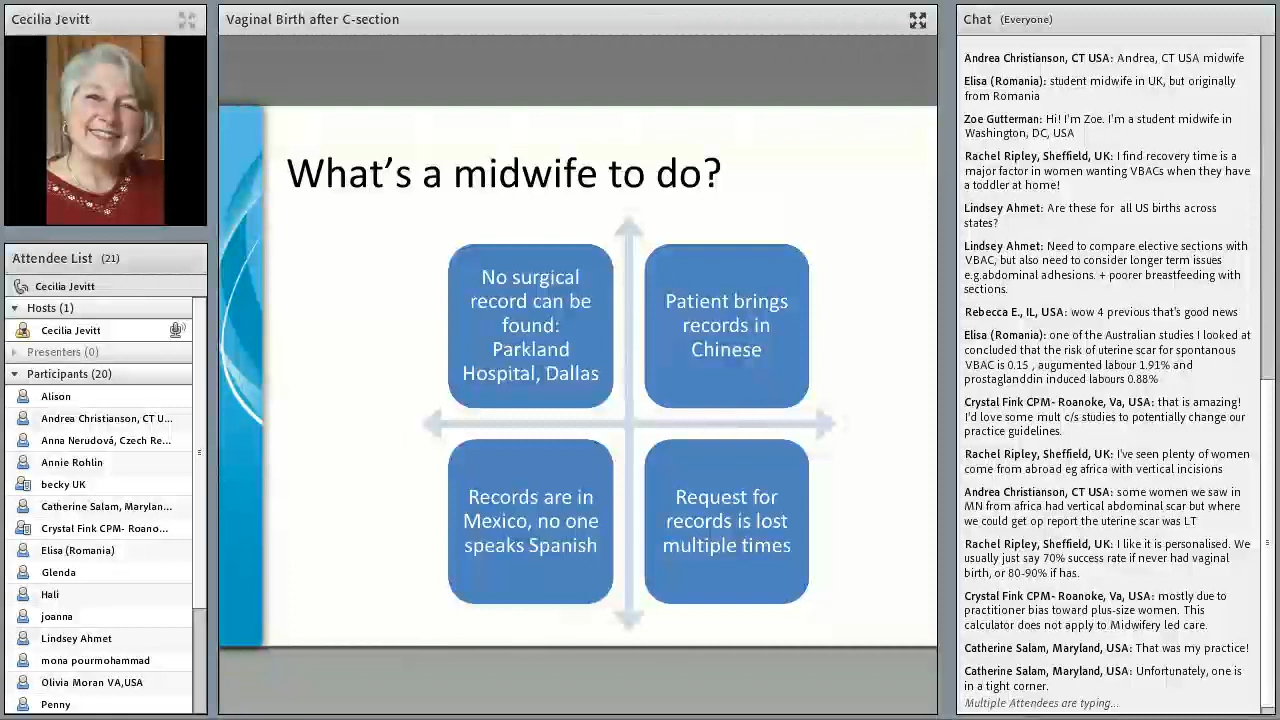 Cecilia Jevitt
Attendee List (21)
Cecilia Jevitt
Hosts (1)
Cecilia Jevitt
Presenters (0)
Participants (20)
Alison
Andrea Christianson, CT U...
Anna Nerudová, Czech Re...
Annie Rohlin
becky UK
Catherine Salam, Marylan...
Crystal Fink CPM- Roano...
Elisa (Romania)
Glenda
Hali
joanna
Lindsey Ahmet
mona pourmohammad
Olivia Moran VA,USA
Penny
Vaginal Birth after C-section
What's a midwife to do?
No surgical
record can be
found:
Parkland
Hospital, Dallas
Patient brings
records in
Chinese
Records are in
Mexico, no one
speaks Spanish
Request for
records is lost
multiple times
Chat (Everyone)
Andrea Christianson, CT USA: Andrea, CT USA midwife
Elisa (Romania): student midwife in UK, but originally
from Romania
Zoe Gutterman: Hi! I'm Zoe. I'm a student midwife in
Washington, DC, USA
Rachel Ripley, Sheffield, UK: I find recovery time is a
major factor in women wanting VBACs when they have
a toddler at home!
Lindsey Ahmet: Are these for all US births across
states?
Lindsey Ahmet: Need to compare elective sections with
VBAC, but also need to consider longer term issues
e.g.abdominal adhesions. + poorer breastfeeding with
sections.
Rebecca E., IL, USA: wow 4 previous that's good news
Elisa (Romania): one of the Australian studies I looked at
concluded that the risk of uterine scar for spontanous
VBAC is 0.15 , augumented labour 1.91% and
prostaglanddin induced labours 0.88%
Crystal Fink CPM- Roanoke, Va, USA: that is amazing!
I'd love some mult c/s studies to potentially change our
practice guidelines.
Rachel Ripley, Sheffield, UK: I've seen plenty of women
come from abroad eg africa with vertical incisions
Andrea Christianson, CT USA: some women we saw in
MN from africa had vertical abdominal scar but where
we could get op report the uterine scar was LT
Rachel Ripley, Sheffield, UK: I like it is personalised. We
usually just say 70% success rate if never had vaginal
birth, or 80-90% if has.
Crystal Fink CPM- Roanoke, Va, USA: mostly due to
practitioner bias toward plus-size women. This
calculator does not apply to Midwifery led care.
Catherine Salam, Maryland, USA: That was my practice!
Catherine Salam, Maryland, USA: Unfortunately, one is
in a tight corner.
Multiple Attendees are typing...